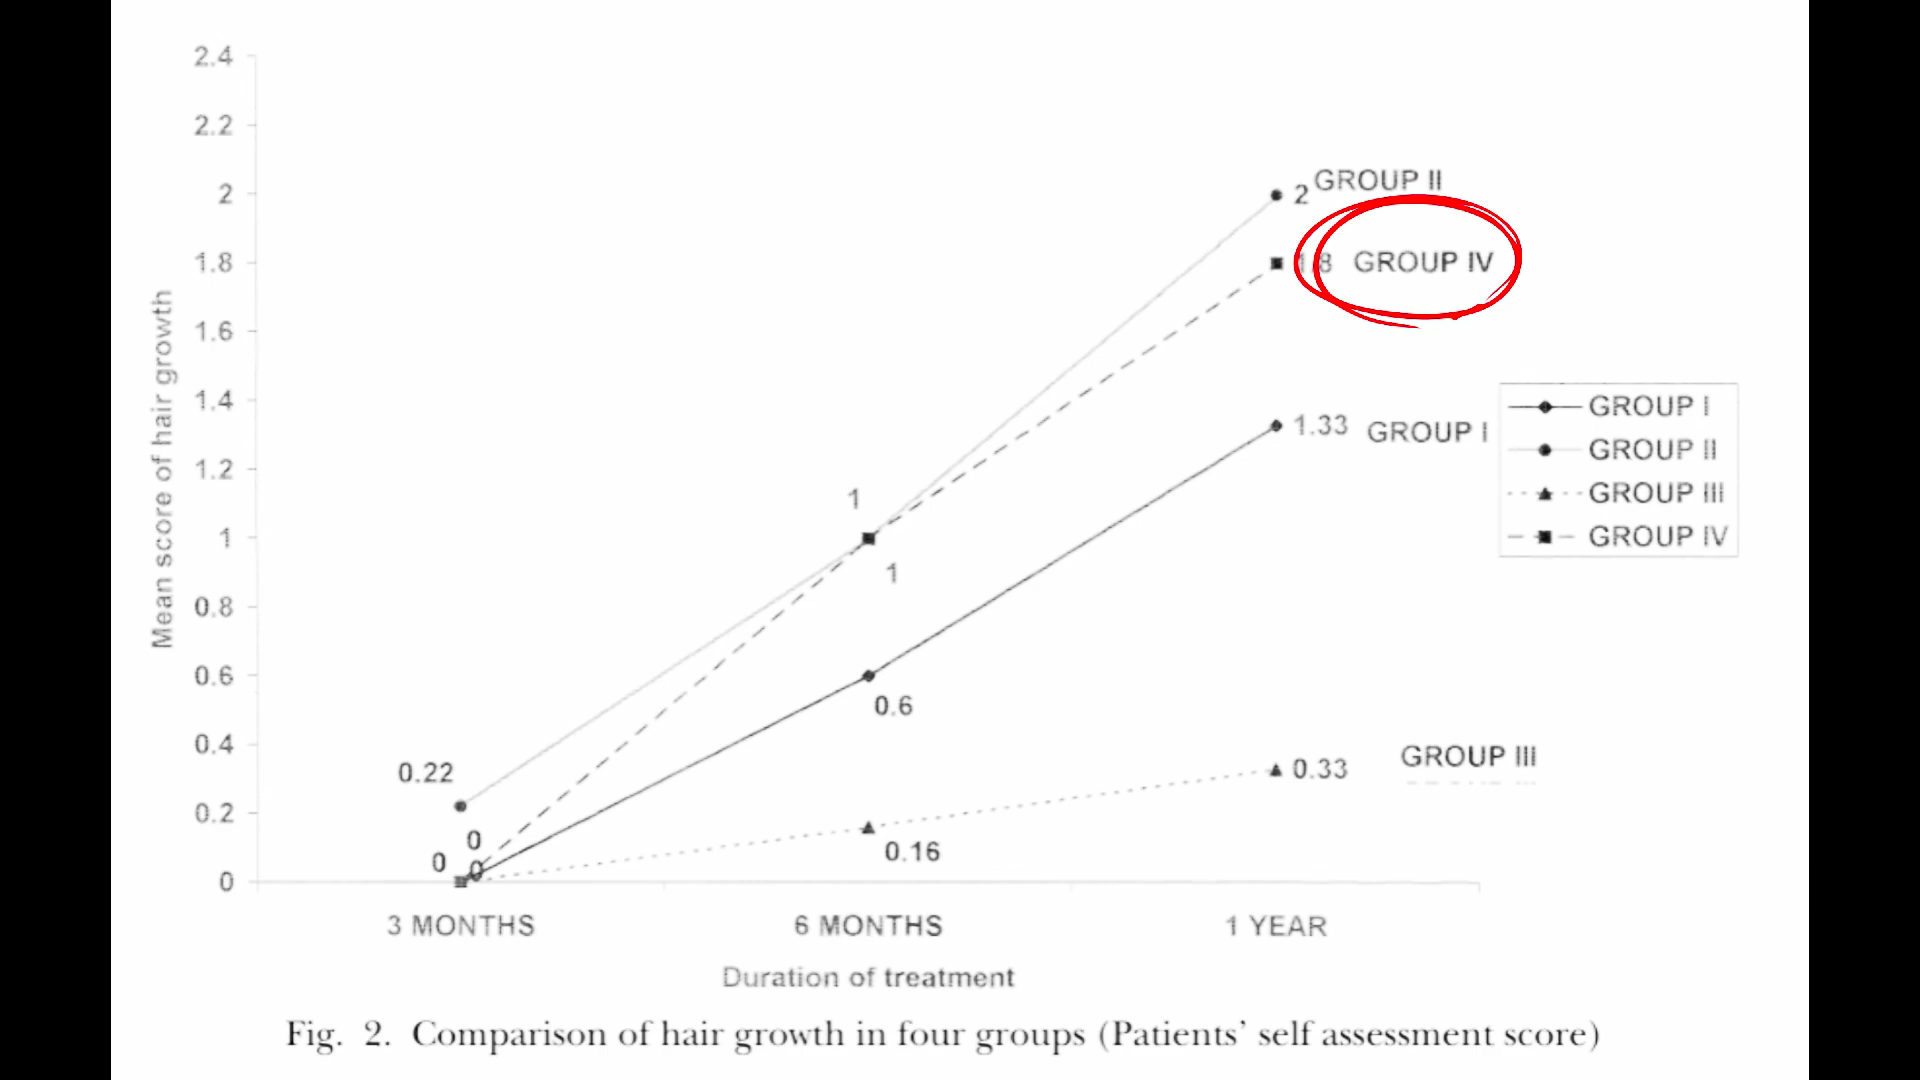 2.4
2.2
2
1.8
1.6
1.4
1.2
1
0.8
0.6
0.4
0.2
0
Mean score of hair growth
2 GROUP II
1.8 GROUP IV
1.33 GROUP I
0.33 GROUP III
1
1
0.6
0.16
0.22
0
0
0
GROUP I
GROUP II
GROUP III
GROUP IV
3 MONTHS 6 MONTHS 1 YEAR
Duration of treatment
Fig. 2. Comparison of hair growth in four groups (Patients' self assessment score)